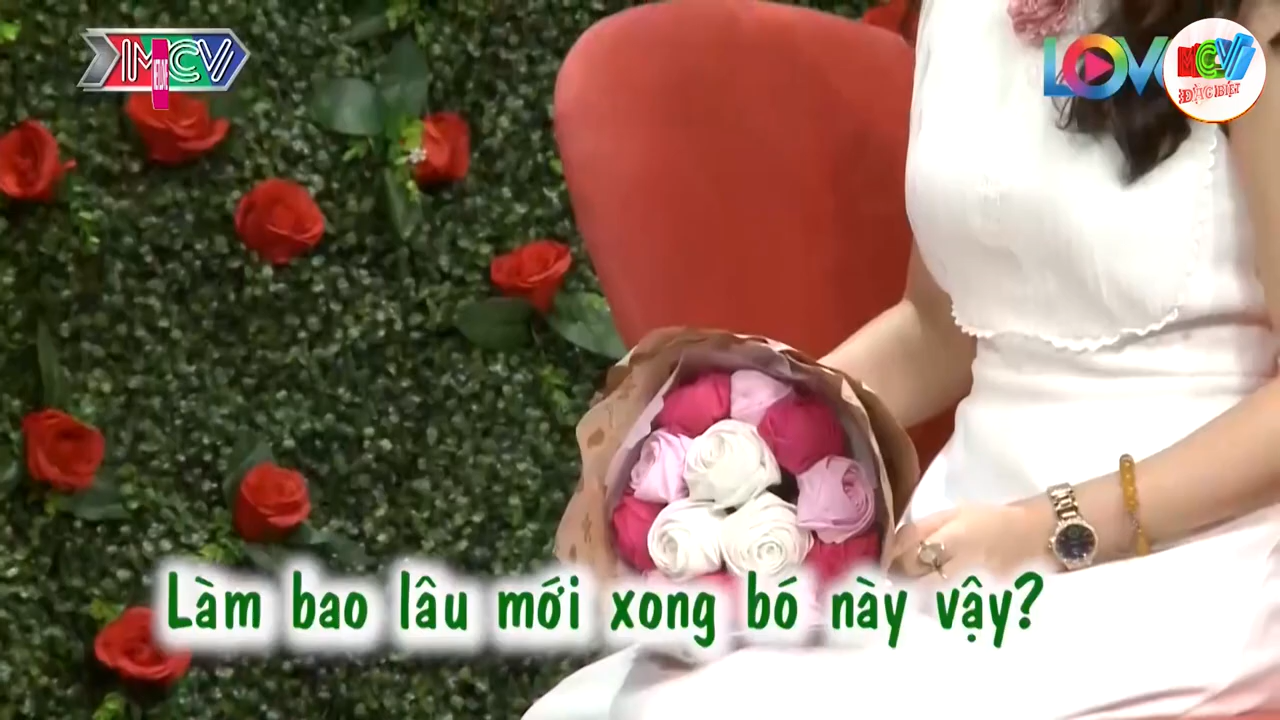 MCV
LOVE
MCV
ĐẶC BIỆT
Làm bao lâu mới xong bó này vậy?